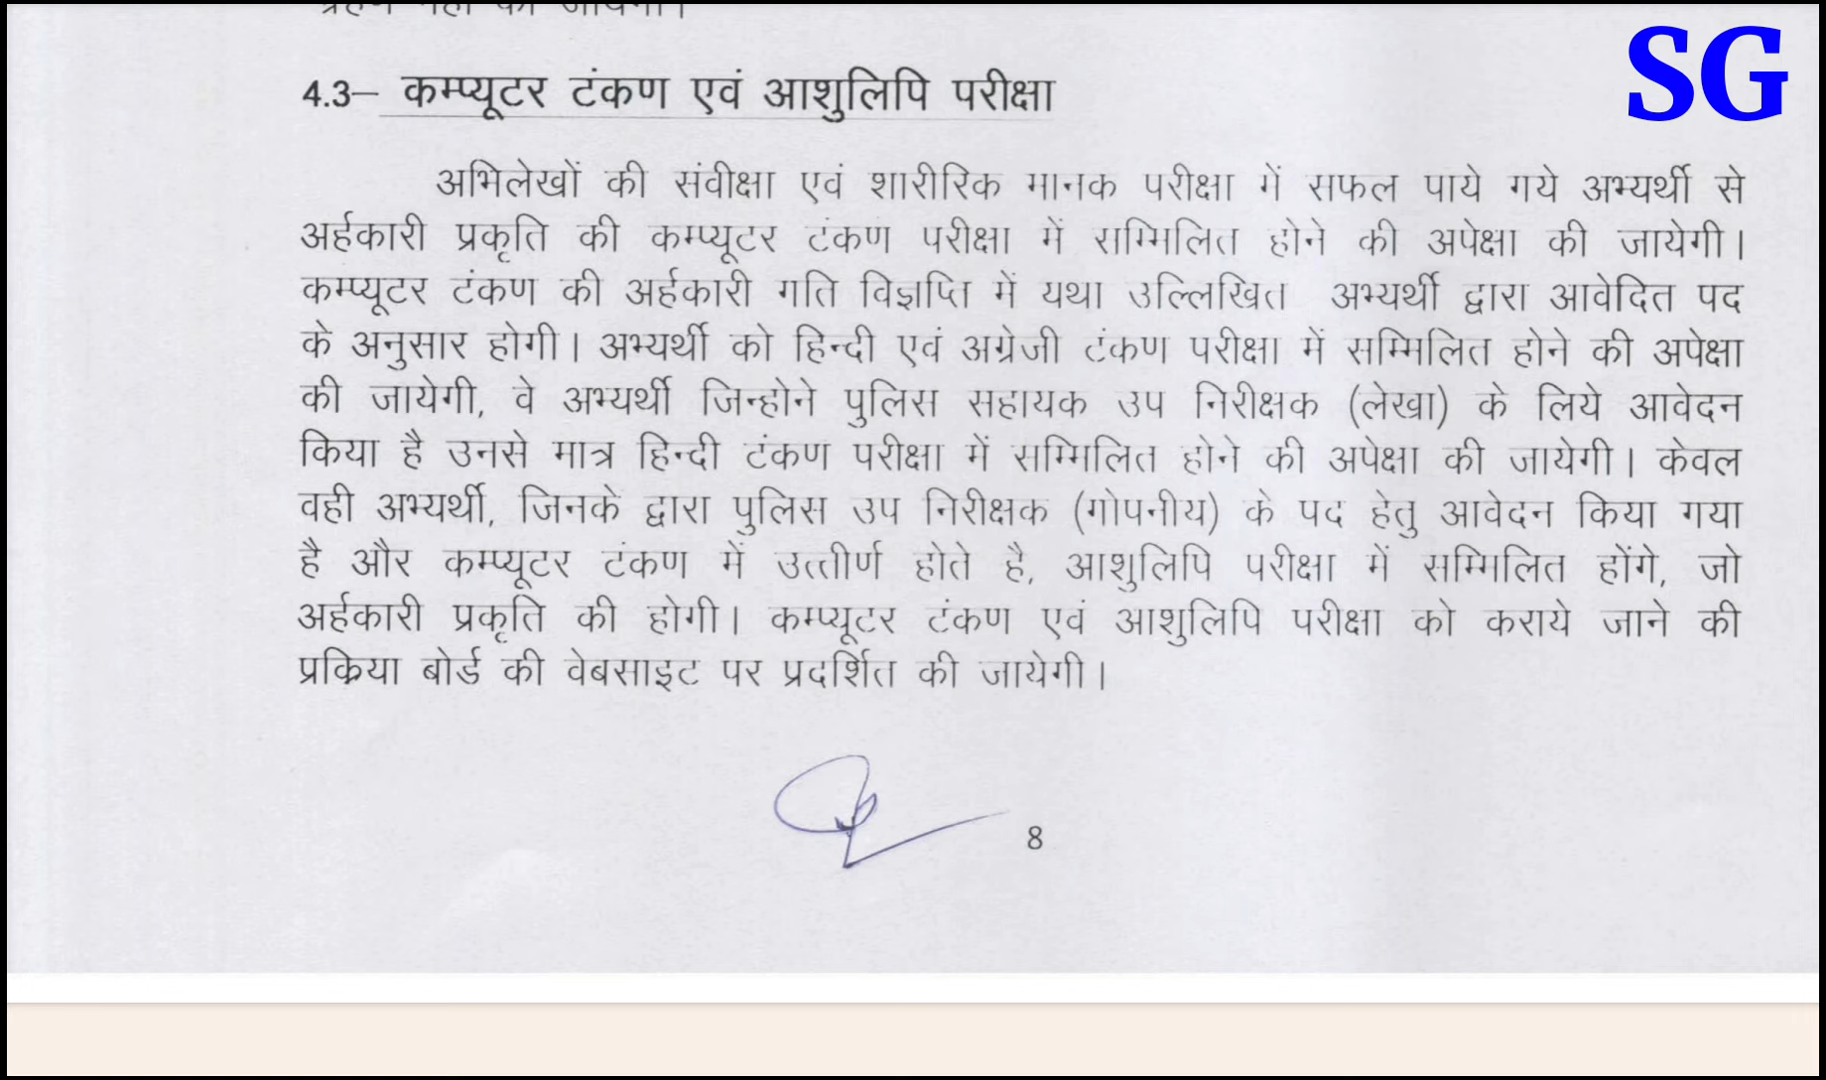 SG
4.3– कम्प्यूटर टंकण एवं आशुलिपि परीक्षा
अभिलेखों की संवीक्षा एवं शारीरिक मानक परीक्षा में सफल पाये गये अभ्यर्थी से
अर्हकारी प्रकृति की कम्प्यूटर टंकण परीक्षा में सम्मिलित होने की अपेक्षा की जायेगी।
कम्प्यूटर टंकण की अर्हकारी गति विज्ञप्ति में यथा उल्लिखित अभ्यर्थी द्वारा आवेदित पद
के अनुसार होगी। अभ्यर्थी को हिन्दी एवं अग्रेजी टंकण परीक्षा में सम्मिलित होने की अपेक्षा
की जायेगी, वे अभ्यर्थी जिन्होने पुलिस सहायक उप निरीक्षक (लेखा) के लिये आवेदन
किया है उनसे मात्र हिन्दी टंकण परीक्षा में सम्मिलित होने की अपेक्षा की जायेगी। केवल
वही अभ्यर्थी, जिनके द्वारा पुलिस उप निरीक्षक (गोपनीय) के पद हेतु आवेदन किया गया
है और कम्प्यूटर टंकण में उत्तीर्ण होते है, आशुलिपि परीक्षा में सम्मिलित होंगे, जो
अर्हकारी प्रकृति की होगी। कम्प्यूटर टंकण एवं आशुलिपि परीक्षा को कराये जाने की
प्रक्रिया बोर्ड की वेबसाइट पर प्रदर्शित की जायेगी।
8